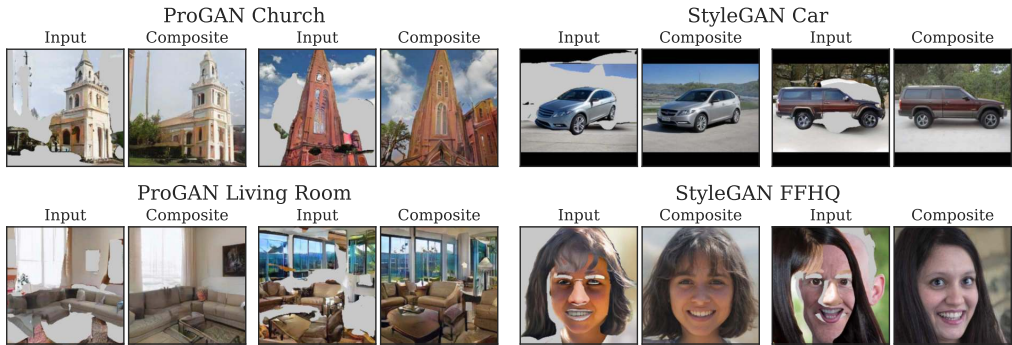 ProGAN Church
Input
Composite
Input
Composite
StyleGAN Car
Input
Composite
Input
Composite
ProGAN Living Room
Input
Composite
Input
Composite
StyleGAN FFHQ
Input
Composite
Input
Composite